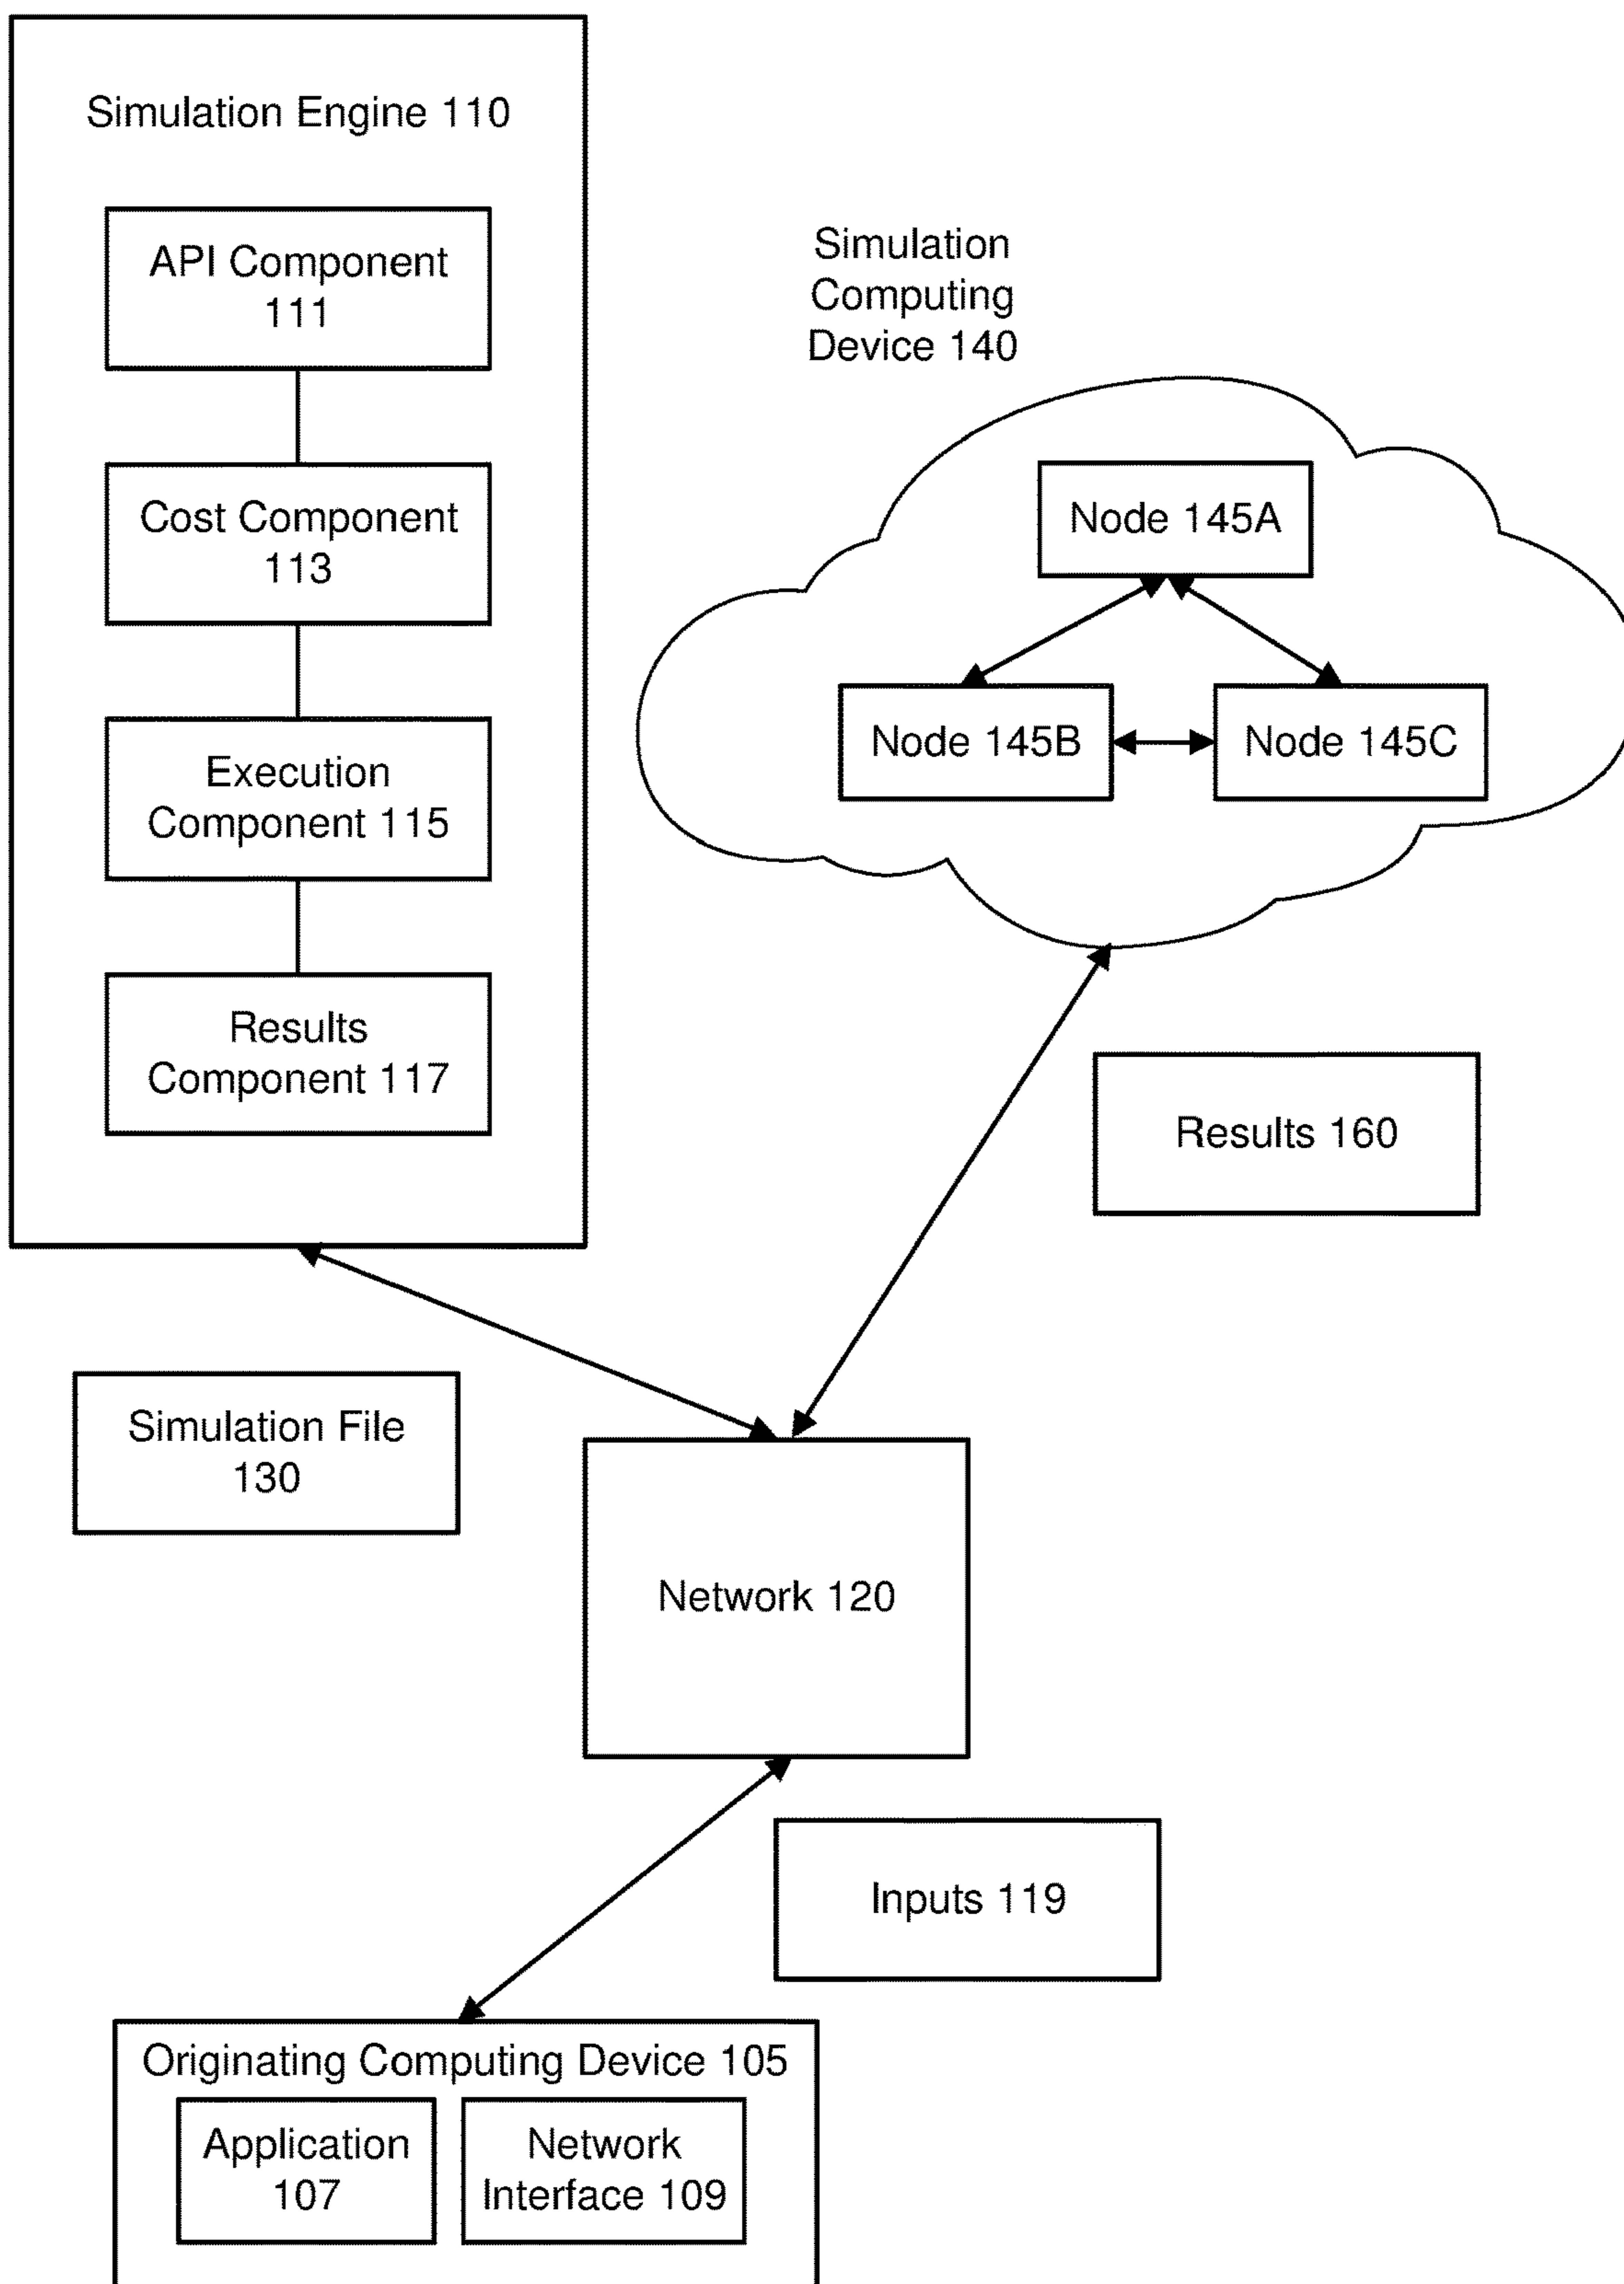 Simulation Engine 110
API Component
111
Cost Component
113
Execution
Component 115
Results
Component 117
Simulation
Computing
Device 140
Node 145A
Node 145B
Node 145C
Results 160
Simulation File
130
Network 120
Inputs 119
Originating Computing Device 105
Application
107
Network
Interface 109